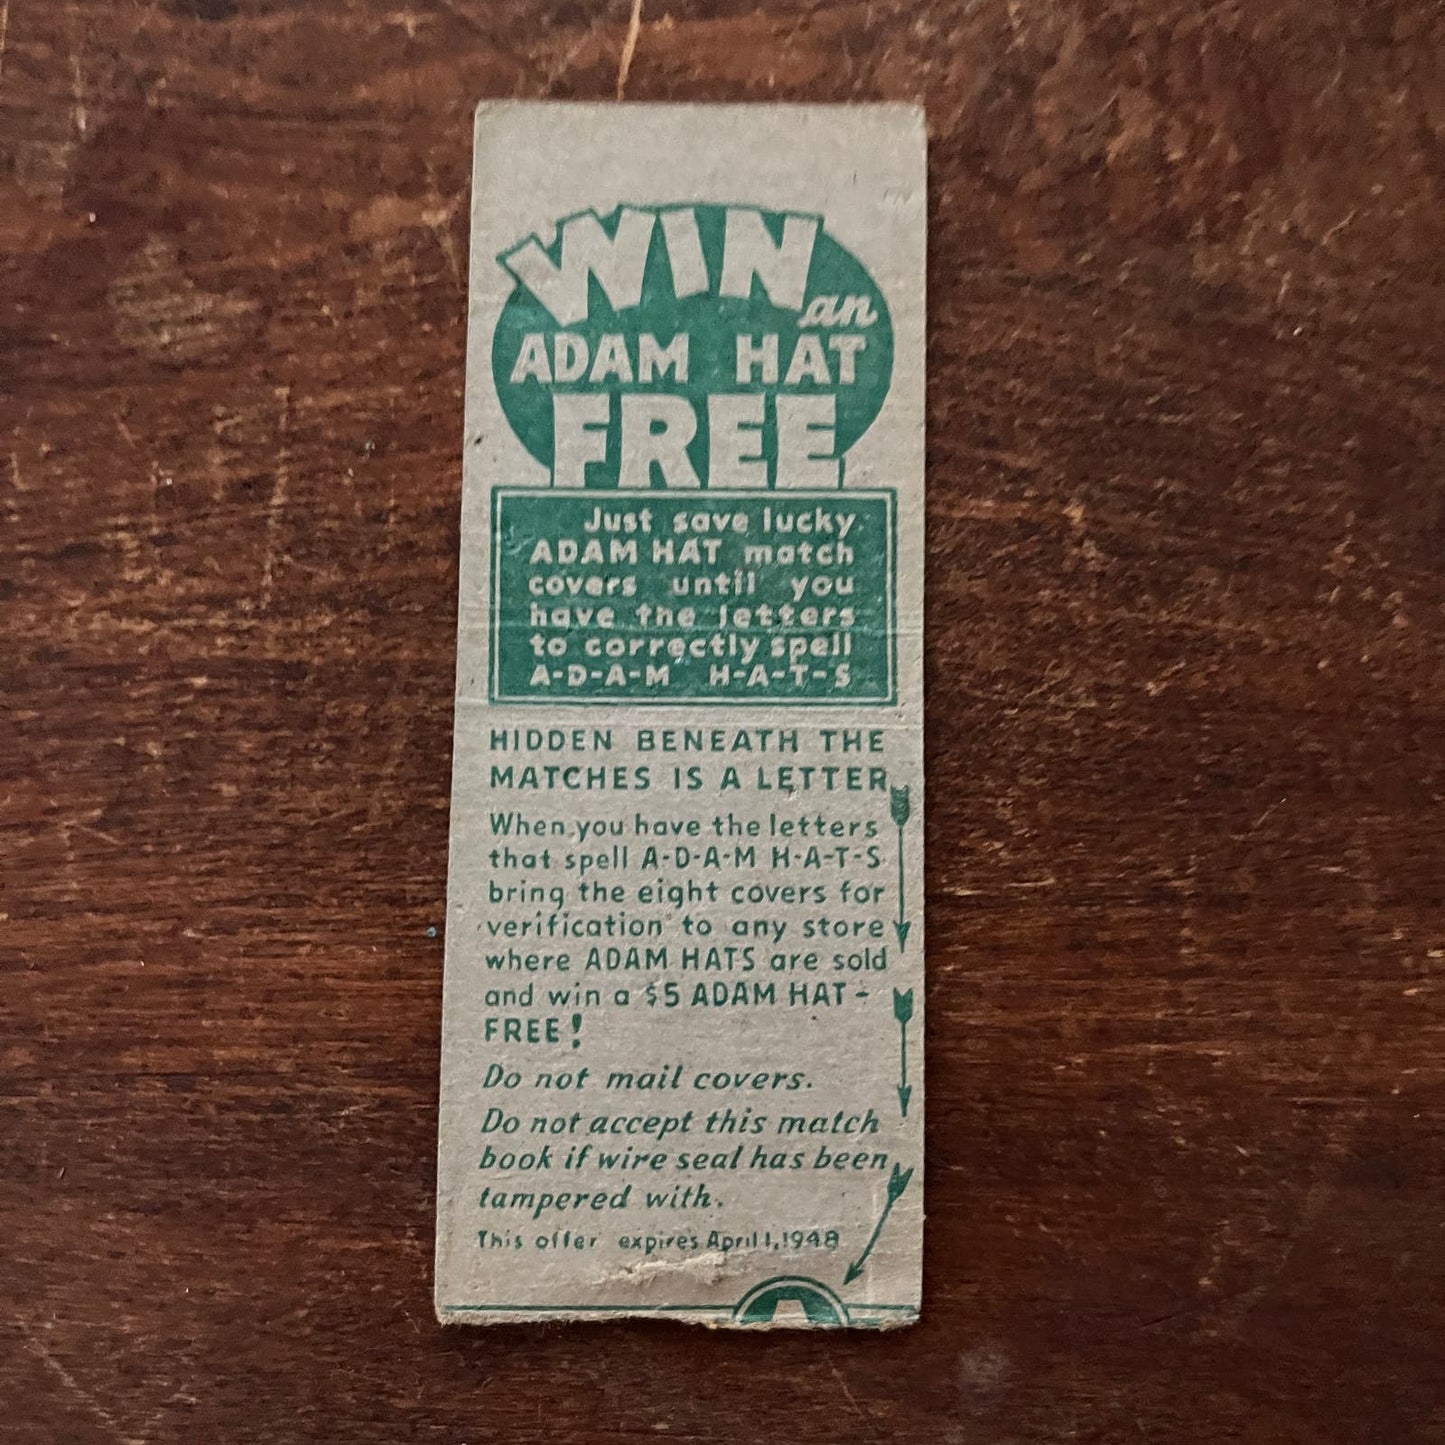 WIN an
ADAM HAT
FREE
Just save lucky
ADAM HAT match
covers until you
have the letters
to correctly spell
A-D-A-M H-A-T-S
HIDDEN BENEATH THE
MATCHES IS A LETTER
When you have the letters
that spell A-D-A-M H-A-T-S
bring the eight covers for
verification to any store
where ADAM HATS are sold
and win a $5 ADAM HAT-
FREE!
Do not mail covers.
Do not accept this match
book if wire seal has been
tampered with.
This offer expires April 1, 1948
A